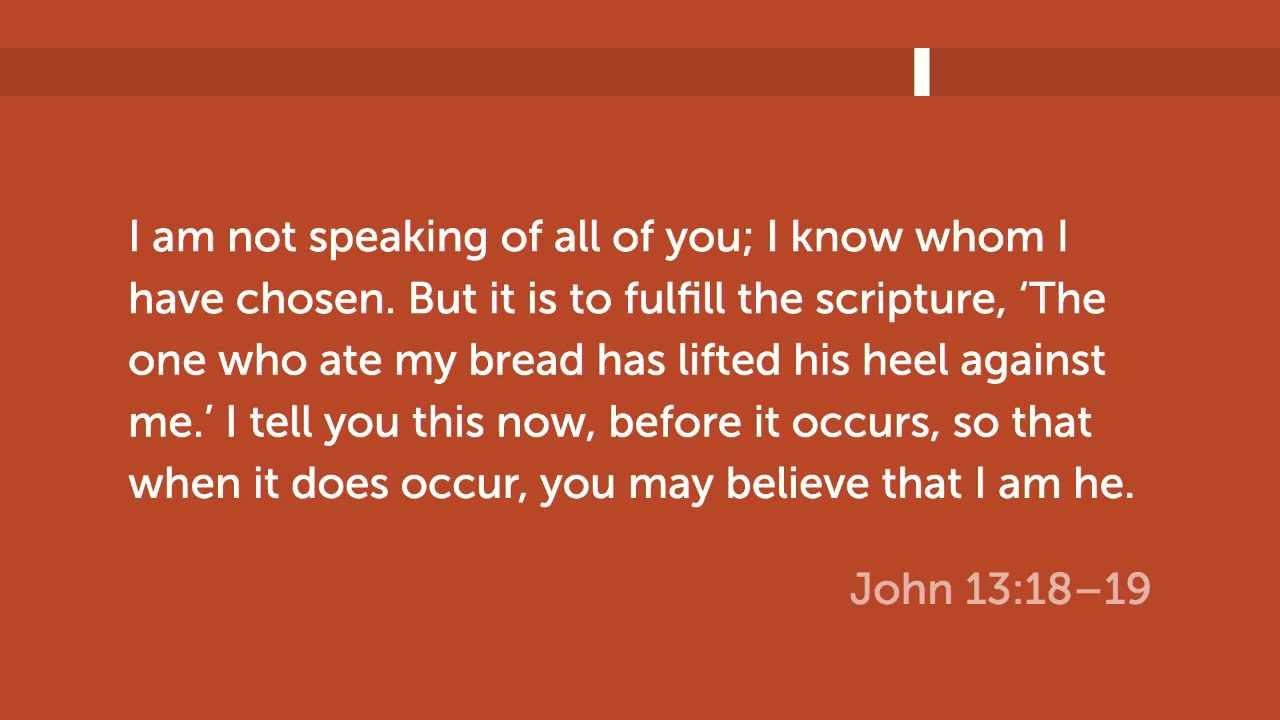 I am not speaking of all of you; I know whom I
have chosen. But it is to fulfill the scripture, ‘The
one who ate my bread has lifted his heel against
me.’ I tell you this now, before it occurs, so that
when it does occur, you may believe that I am he.
John 13:18–19